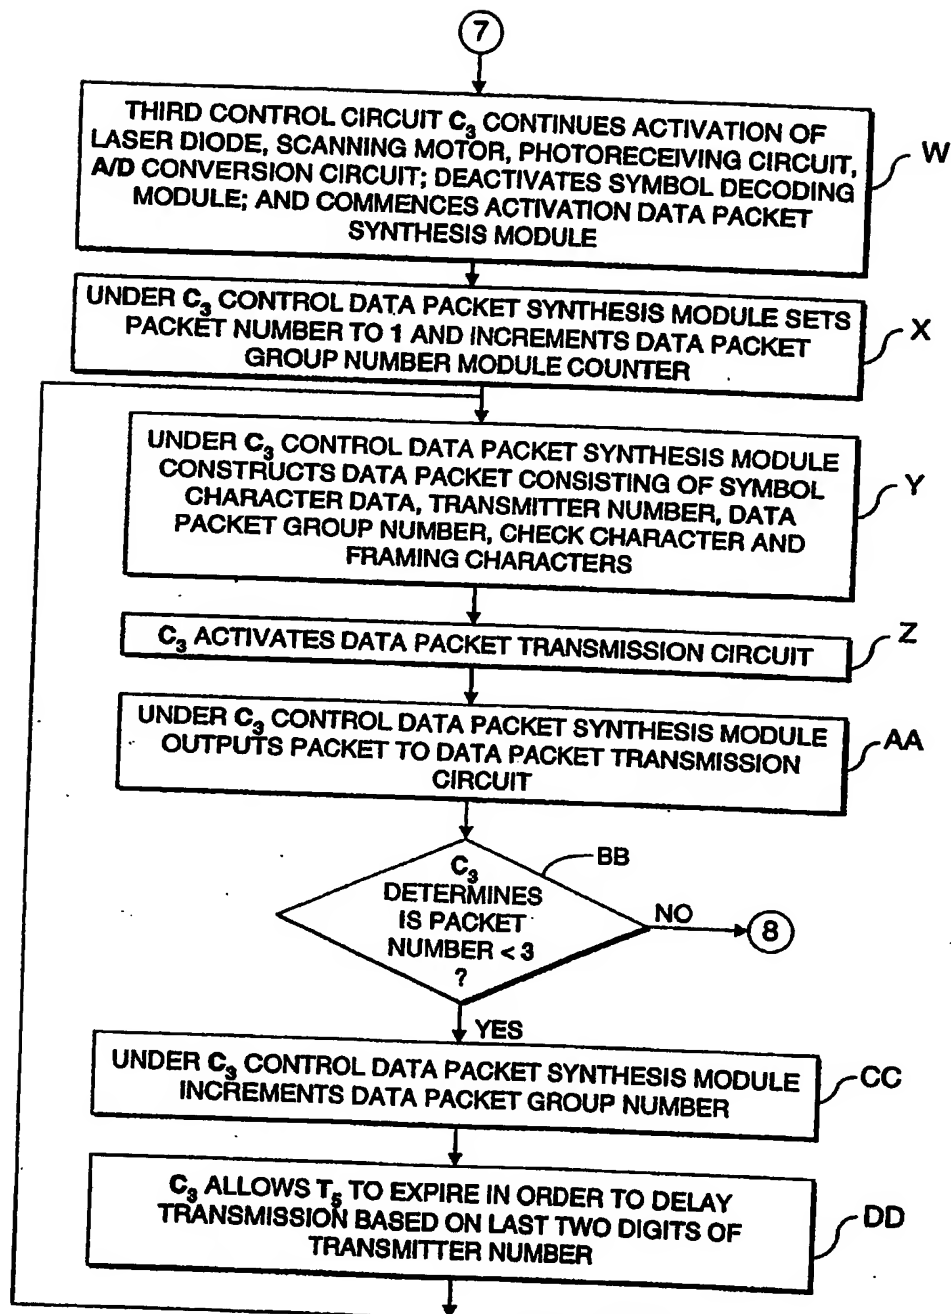 7
THIRD CONTROL CIRCUIT C₃ CONTINUES ACTIVATION OF
LASER DIODE, SCANNING MOTOR, PHOTORECEIVING CIRCUIT,
A/D CONVERSION CIRCUIT; DEACTIVATES SYMBOL DECODING
MODULE; AND COMMENCES ACTIVATION DATA PACKET
SYNTHESIS MODULE
W
UNDER C₃ CONTROL DATA PACKET SYNTHESIS MODULE SETS
PACKET NUMBER TO 1 AND INCREMENTS DATA PACKET
GROUP NUMBER MODULE COUNTER
X
UNDER C₃ CONTROL DATA PACKET SYNTHESIS MODULE
CONSTRUCTS DATA PACKET CONSISTING OF SYMBOL
CHARACTER DATA, TRANSMITTER NUMBER, DATA
PACKET GROUP NUMBER, CHECK CHARACTER AND
FRAMING CHARACTERS
Y
C₃ ACTIVATES DATA PACKET TRANSMISSION CIRCUIT
Z
UNDER C₃ CONTROL DATA PACKET SYNTHESIS MODULE
OUTPUTS PACKET TO DATA PACKET TRANSMISSION
CIRCUIT
AA
C₃
DETERMINES
IS PACKET
NUMBER < 3
?
BB
NO
8
YES
UNDER C₃ CONTROL DATA PACKET SYNTHESIS MODULE
INCREMENTS DATA PACKET GROUP NUMBER
CC
C₃ ALLOWS T₅ TO EXPIRE IN ORDER TO DELAY
TRANSMISSION BASED ON LAST TWO DIGITS OF
TRANSMITTER NUMBER
DD